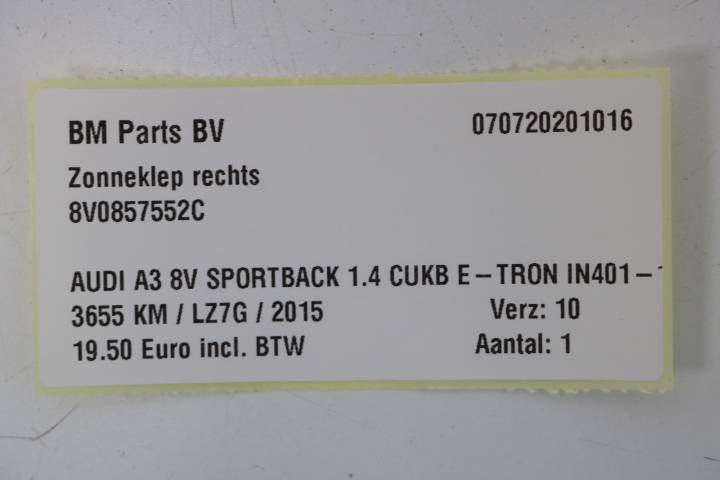 BM Parts BV 070720201016
Zonneklep rechts
8V0857552C
AUDI A3 8V SPORTBACK 1.4 CUKB E-TRON IN401-
3655 KM / LZ7G / 2015 Verz: 10
19.50 Euro incl. BTW Aantal: 1